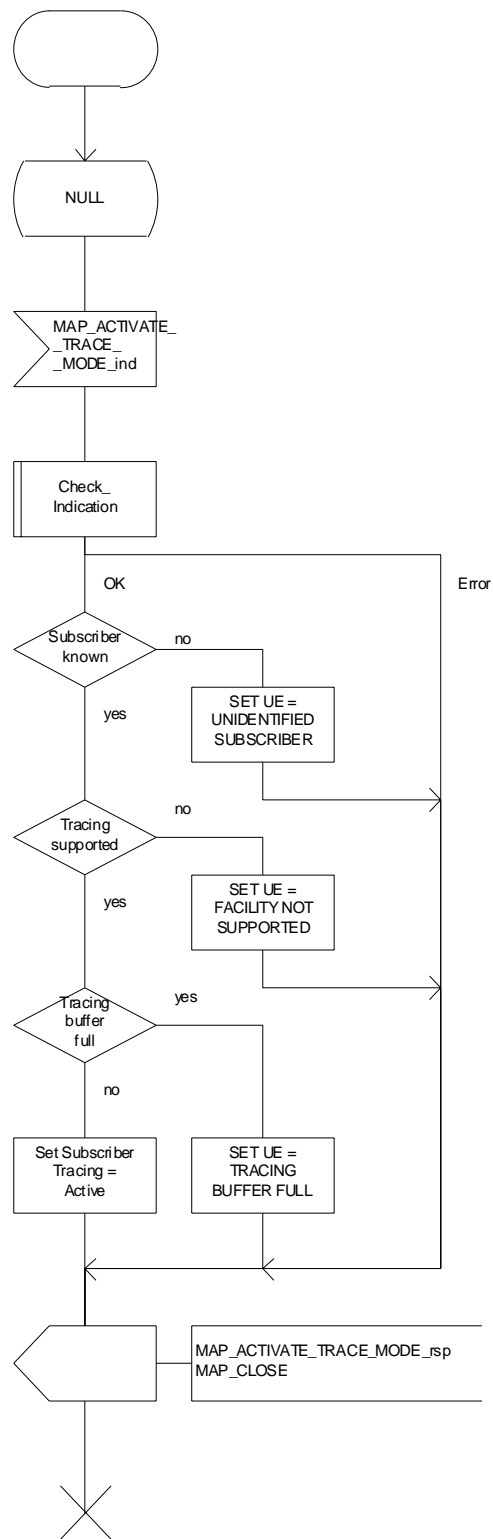 NULL
MAP_ACTIVATE_
_TRACE_
_MODE_ind
Check_
Indication
OK
Error
Subscriber
known
no
yes
SET UE =
UNIDENTIFIED
SUBSCRIBER
Tracing
supported
no
yes
SET UE =
FACILITY NOT
SUPPORTED
Tracing
buffer
full
yes
no
Set Subscriber
Tracing =
Active
SET UE =
TRACING
BUFFER FULL
MAP_ACTIVATE_TRACE_MODE_rsp
MAP_CLOSE